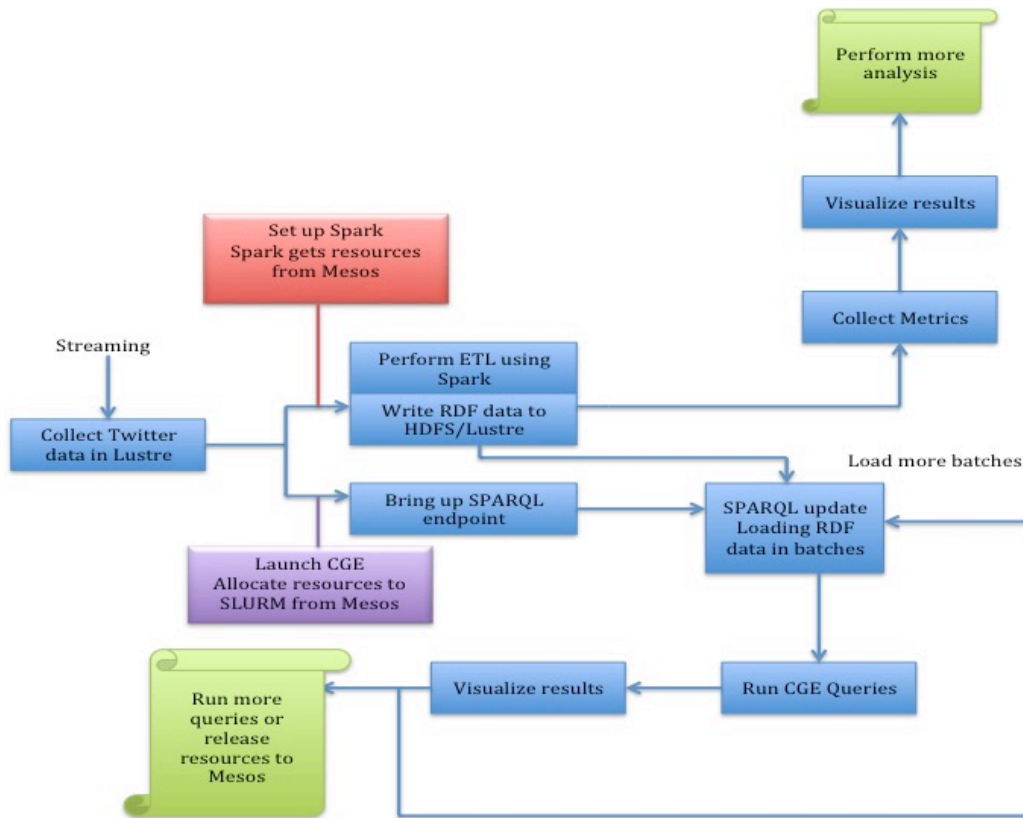 Perform more
analysis
Visualize results
Set up Spark
Spark gets resources
from Mesos
Collect Metrics
Streaming
Perform ETL using
Spark
Write RDF data to
HDFS/Lustre
Collect Twitter
data in Lustre
Load more batches
Bring up SPARQL
endpoint
SPARQL update
Loading RDF
data in batches
Launch CGE
Allocate resources to
SLURM from Mesos
Run more
queries or
release
resources to
Mesos
Visualize results
Run CGE Queries